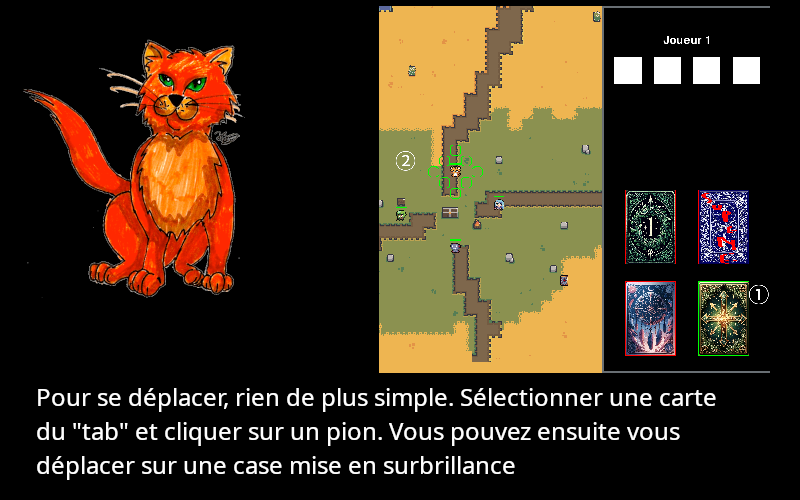 Joueur 1
②
①
Pour se déplacer, rien de plus simple. Sélectionner une carte
du "tab" et cliquer sur un pion. Vous pouvez ensuite vous
déplacer sur une case mise en surbrillance